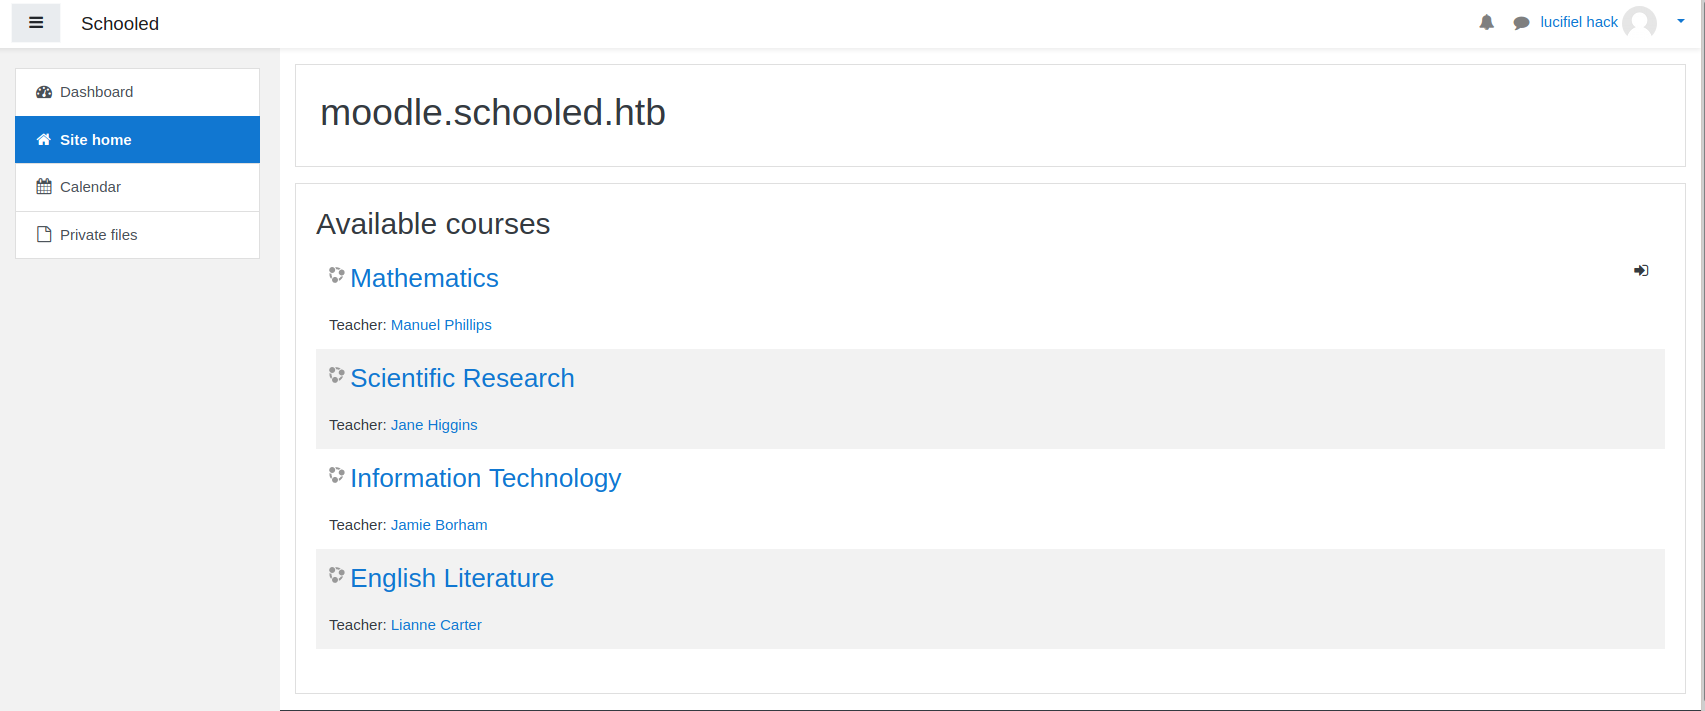 Schooled
lucifiel hack
Dashboard
Site home
Calendar
Private files
moodle.schooled.htb
Available courses
Mathematics
Teacher: Manuel Phillips
Scientific Research
Teacher: Jane Higgins
Information Technology
Teacher: Jamie Borham
English Literature
Teacher: Lianne Carter